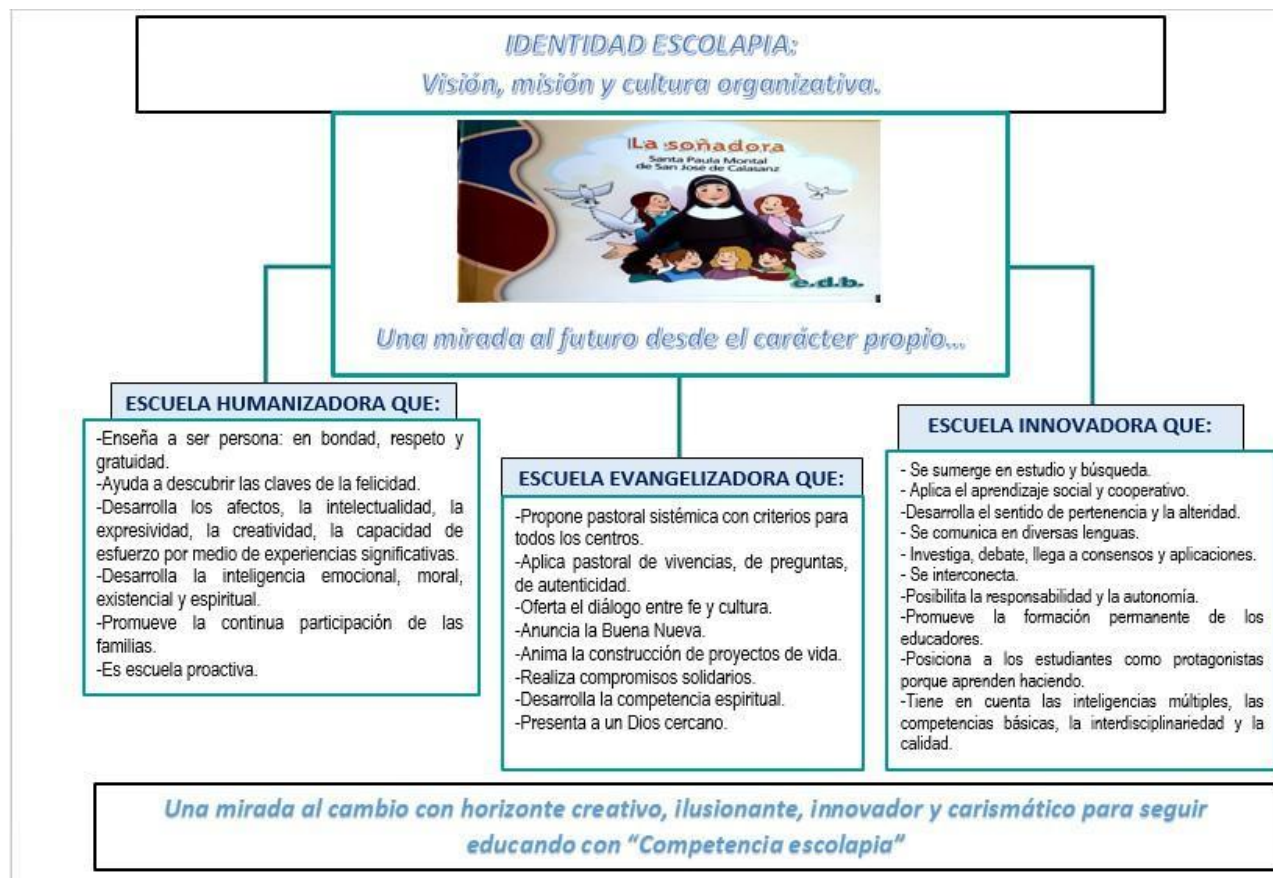 IDENTIDAD ESCOLAPIA:
Visión, misión y cultura organizativa.
La soñadora
Santa Paula Montal
de San José de Calasanz
e.d.b.
Una mirada al futuro desde el carácter propio...
ESCUELA HUMANIZADORA QUE:
-Enseña a ser persona: en bondad, respeto y
gratuidad.
-Ayuda a descubrir las claves de la felicidad.
-Desarrolla los afectos, la intelectualidad, la
expresividad, la creatividad, la capacidad de
esfuerzo por medio de experiencias significativas.
-Desarrolla la inteligencia emocional, moral,
existencial y espiritual.
-Promueve la continua participación de las
familias.
-Es escuela proactiva.
ESCUELA EVANGELIZADORA QUE:
-Propone pastoral sistémica con criterios para
todos los centros.
-Aplica pastoral de vivencias, de preguntas,
de autenticidad.
-Oferta el diálogo entre fe y cultura.
-Anuncia la Buena Nueva.
-Anima la construcción de proyectos de vida.
-Realiza compromisos solidarios.
-Desarrolla la competencia espiritual.
-Presenta a un Dios cercano.
ESCUELA INNOVADORA QUE:
- Se sumerge en estudio y búsqueda.
- Aplica el aprendizaje social y cooperativo.
-Desarrolla el sentido de pertenencia y la alteridad.
- Se comunica en diversas lenguas.
- Investiga, debate, llega a consensos y aplicaciones.
- Se interconecta.
-Posibilita la responsabilidad y la autonomía.
-Promueve la formación permanente de los
educadores.
-Posiciona a los estudiantes como protagonistas
porque aprenden haciendo.
-Tiene en cuenta las inteligencias múltiples, las
competencias básicas, la interdisciplinariedad y la
calidad.
Una mirada al cambio con horizonte creativo, ilusionante, innovador y carismático para seguir
educando con “Competencia escolapia”